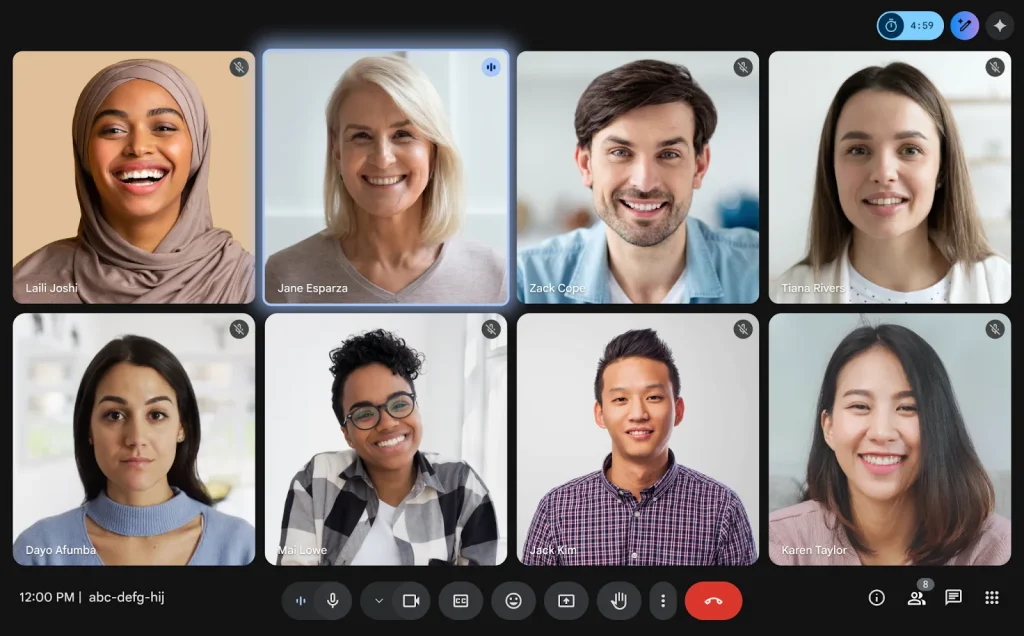 4:59
Laili Joshi
Jane Esparza
Zack Cope
Tiana Rivers
Dayo Afumba
Mai Lowe
Jack Kim
Karen Taylor
12:00 PM | abc-defg-hij
CC
8